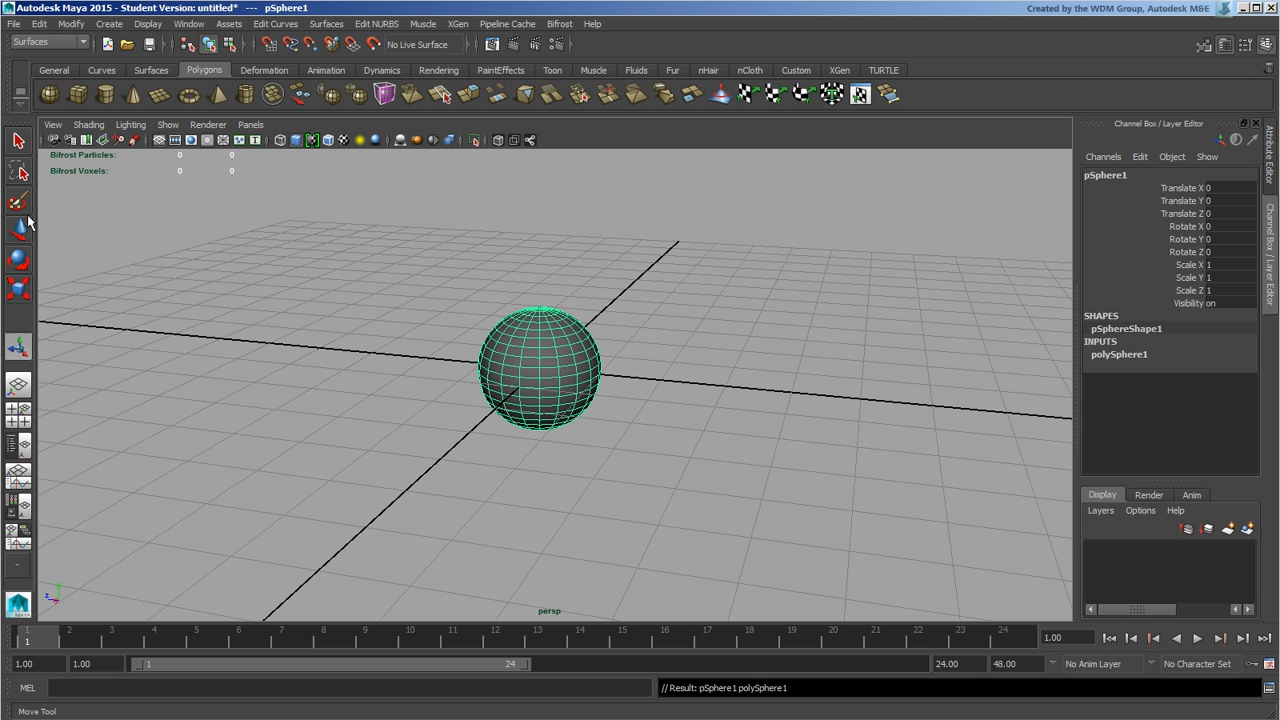 Autodesk Maya 2015 - Student Version: untitled* --- pSphere1
Created by the WDM Group, Autodesk M&E
File Edit Modify Create Display Window Assets Edit Curves Surfaces Edit NURBS Muscle XGen Pipeline Cache Bifrost Help
Surfaces
No Live Surface
General Curves Surfaces Polygons Deformation Animation Dynamics Rendering PaintEffects Toon Muscle Fluids Fur nHair nCloth Custom XGen TURTLE
View Shading Lighting Show Renderer Panels
Bifrost Particles: 0 0
Bifrost Voxels: 0 0
persp
z
MAYA
Channel Box / Layer Editor
Channels Edit Object Show
pSphere1
Translate X 0
Translate Y 0
Translate Z 0
Rotate X 0
Rotate Y 0
Rotate Z 0
Scale X 1
Scale Y 1
Scale Z 1
Visibility on
SHAPES
pSphereShape1
INPUTS
polySphere1
Attribute Editor
Channel Box / Layer Editor
Display Render Anim
Layers Options Help
1 2 3 4 5 6 7 8 9 10 11 12 13 14 15 16 17 18 19 20 21 22 23 24
1
1.00
1.00 1.00 1 24 24.00 48.00 No Anim Layer No Character Set
MEL
// Result: pSphere1 polySphere1
Move Tool